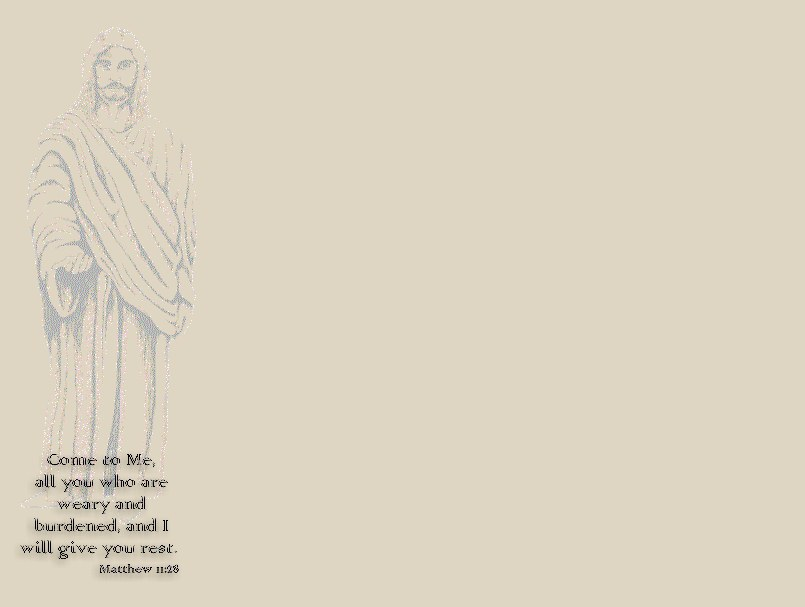 Come to Me,
all you who are
weary and
burdened, and I
will give you rest.
Matthew 11:28